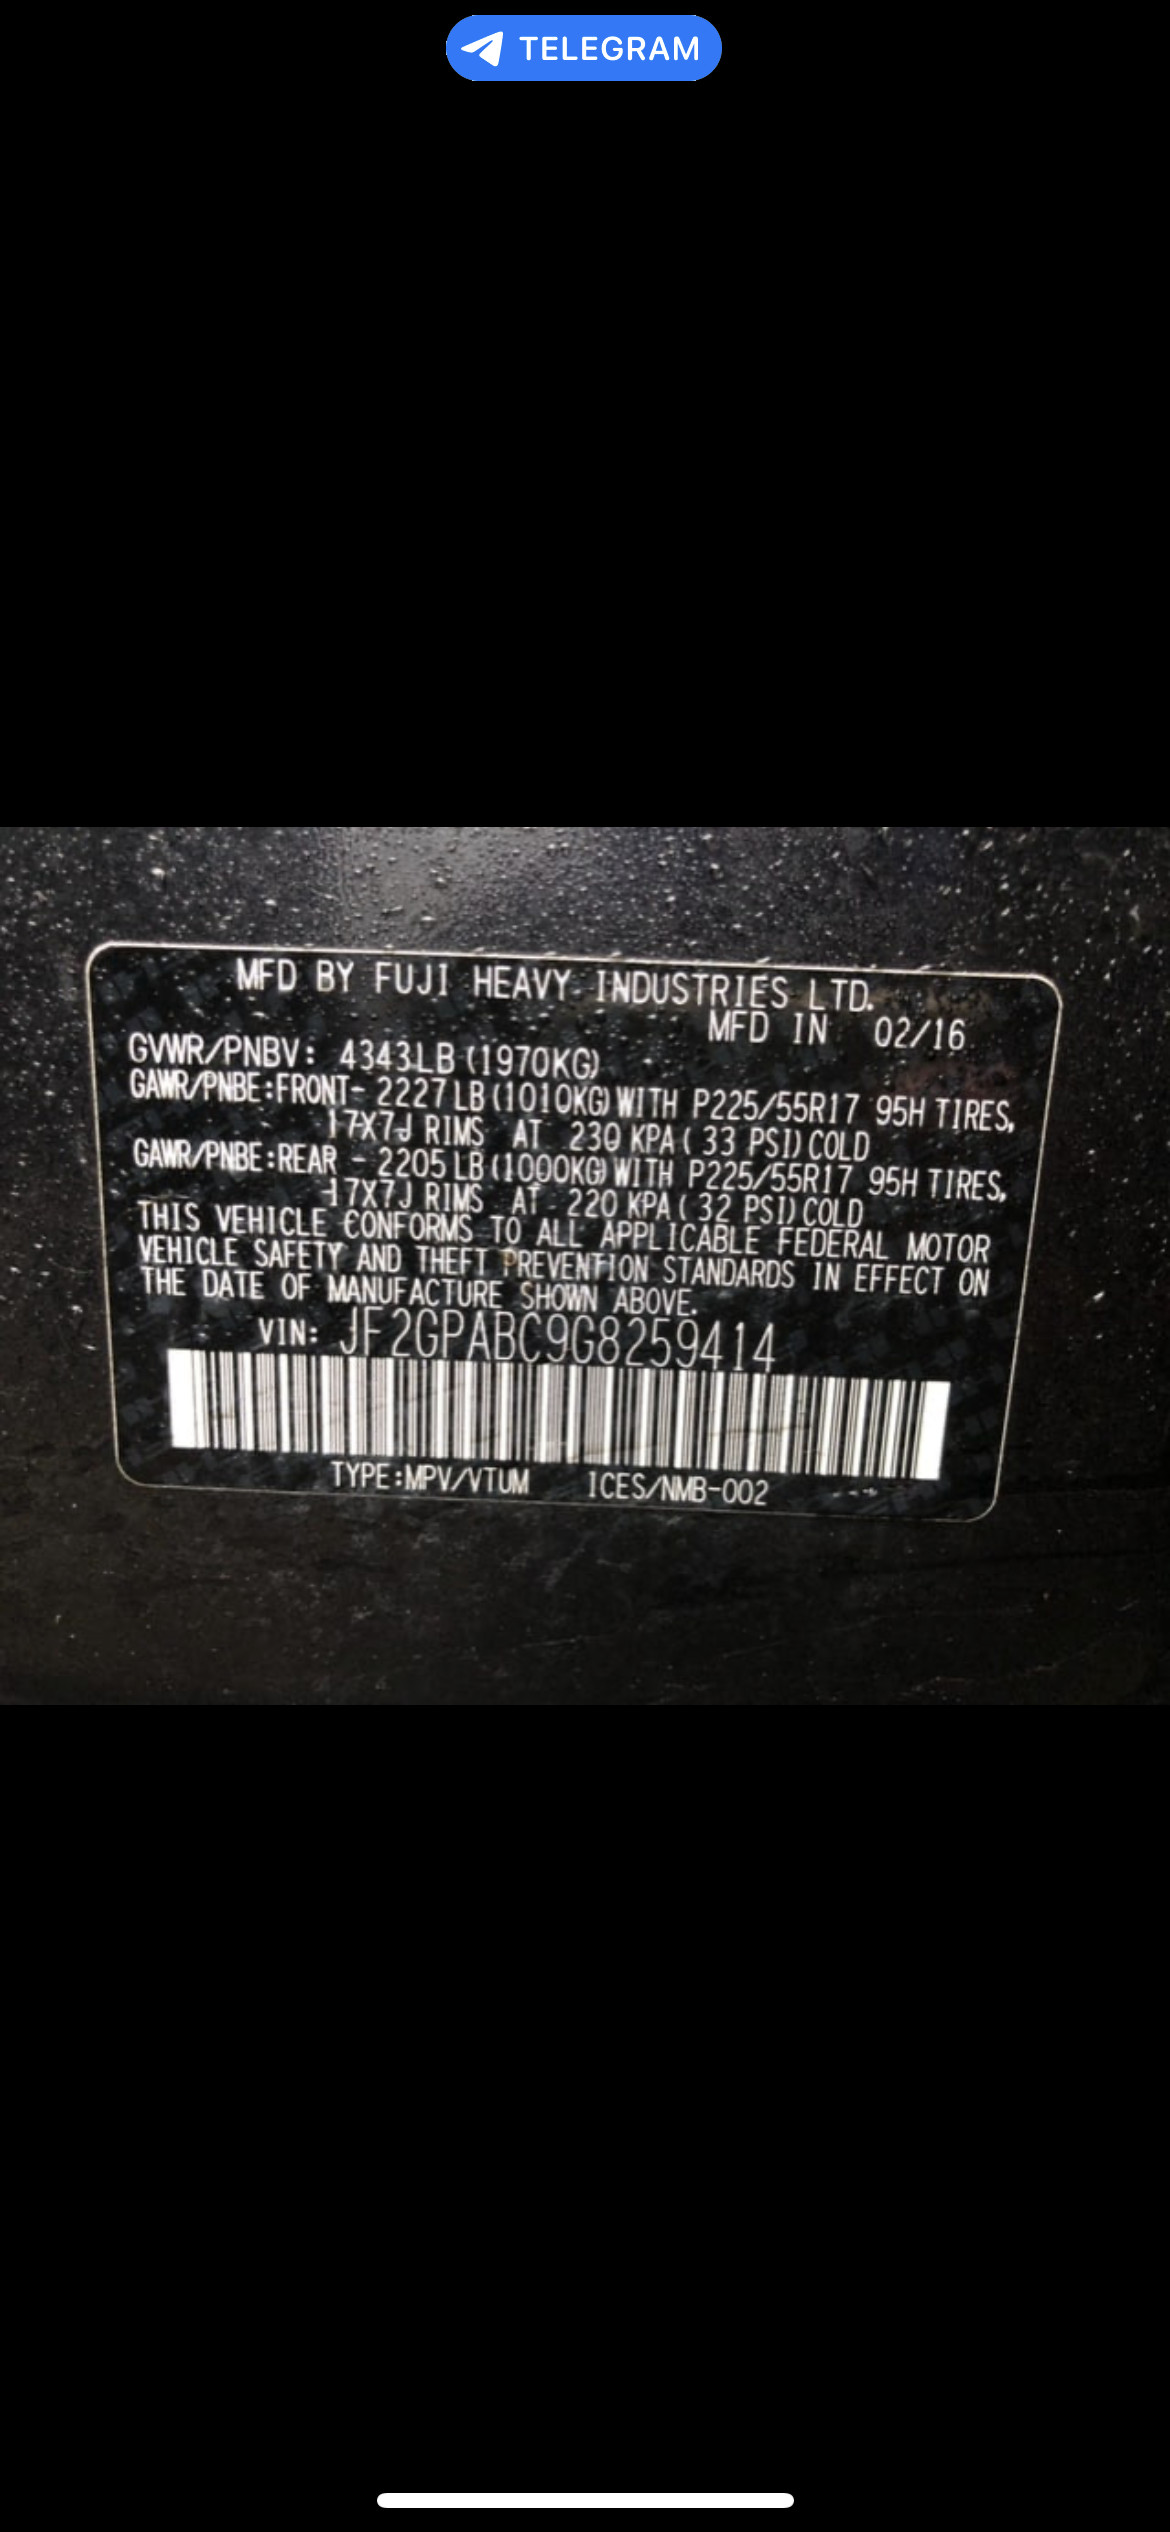 TELEGRAM
MFD BY FUJI HEAVY INDUSTRIES LTD.
MFD IN 02/16
GVWR/PNBV: 4343LB (1970KG)
GAWR/PNBE:FRONT- 2227LB (1010KG) WITH P225/55R17 95H TIRES,
17X7J RIMS AT 230 KPA ( 33 PSI) COLD
GAWR/PNBE:REAR - 2205LB (1000KG) WITH P225/55R17 95H TIRES,
17X7J RIMS AT 220 KPA ( 32 PSI) COLD
THIS VEHICLE CONFORMS TO ALL APPLICABLE FEDERAL MOTOR
VEHICLE SAFETY AND THEFT PREVENTION STANDARDS IN EFFECT ON
THE DATE OF MANUFACTURE SHOWN ABOVE.
VIN: JF2GPABC9G8259414
TYPE:MPV/VTUM ICES/NMB-002